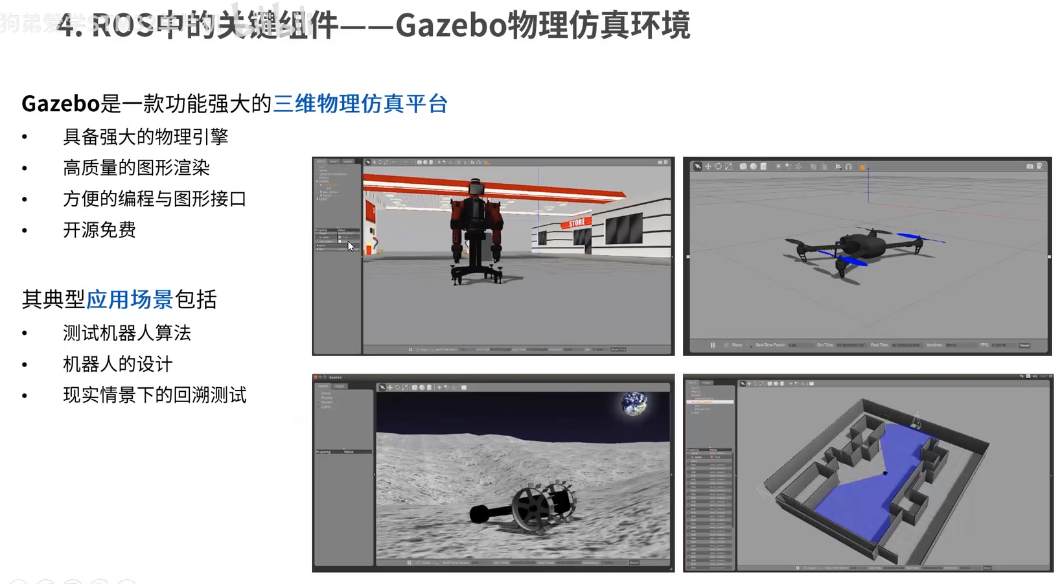 4. ROS中的关键组件——Gazebo物理仿真环境
Gazebo是一款功能强大的三维物理仿真平台
• 具备强大的物理引擎
• 高质量的图形渲染
• 方便的编程与图形接口
• 开源免费
其典型应用场景包括
• 测试机器人算法
• 机器人的设计
• 现实情景下的回溯测试
STORE
Property Value